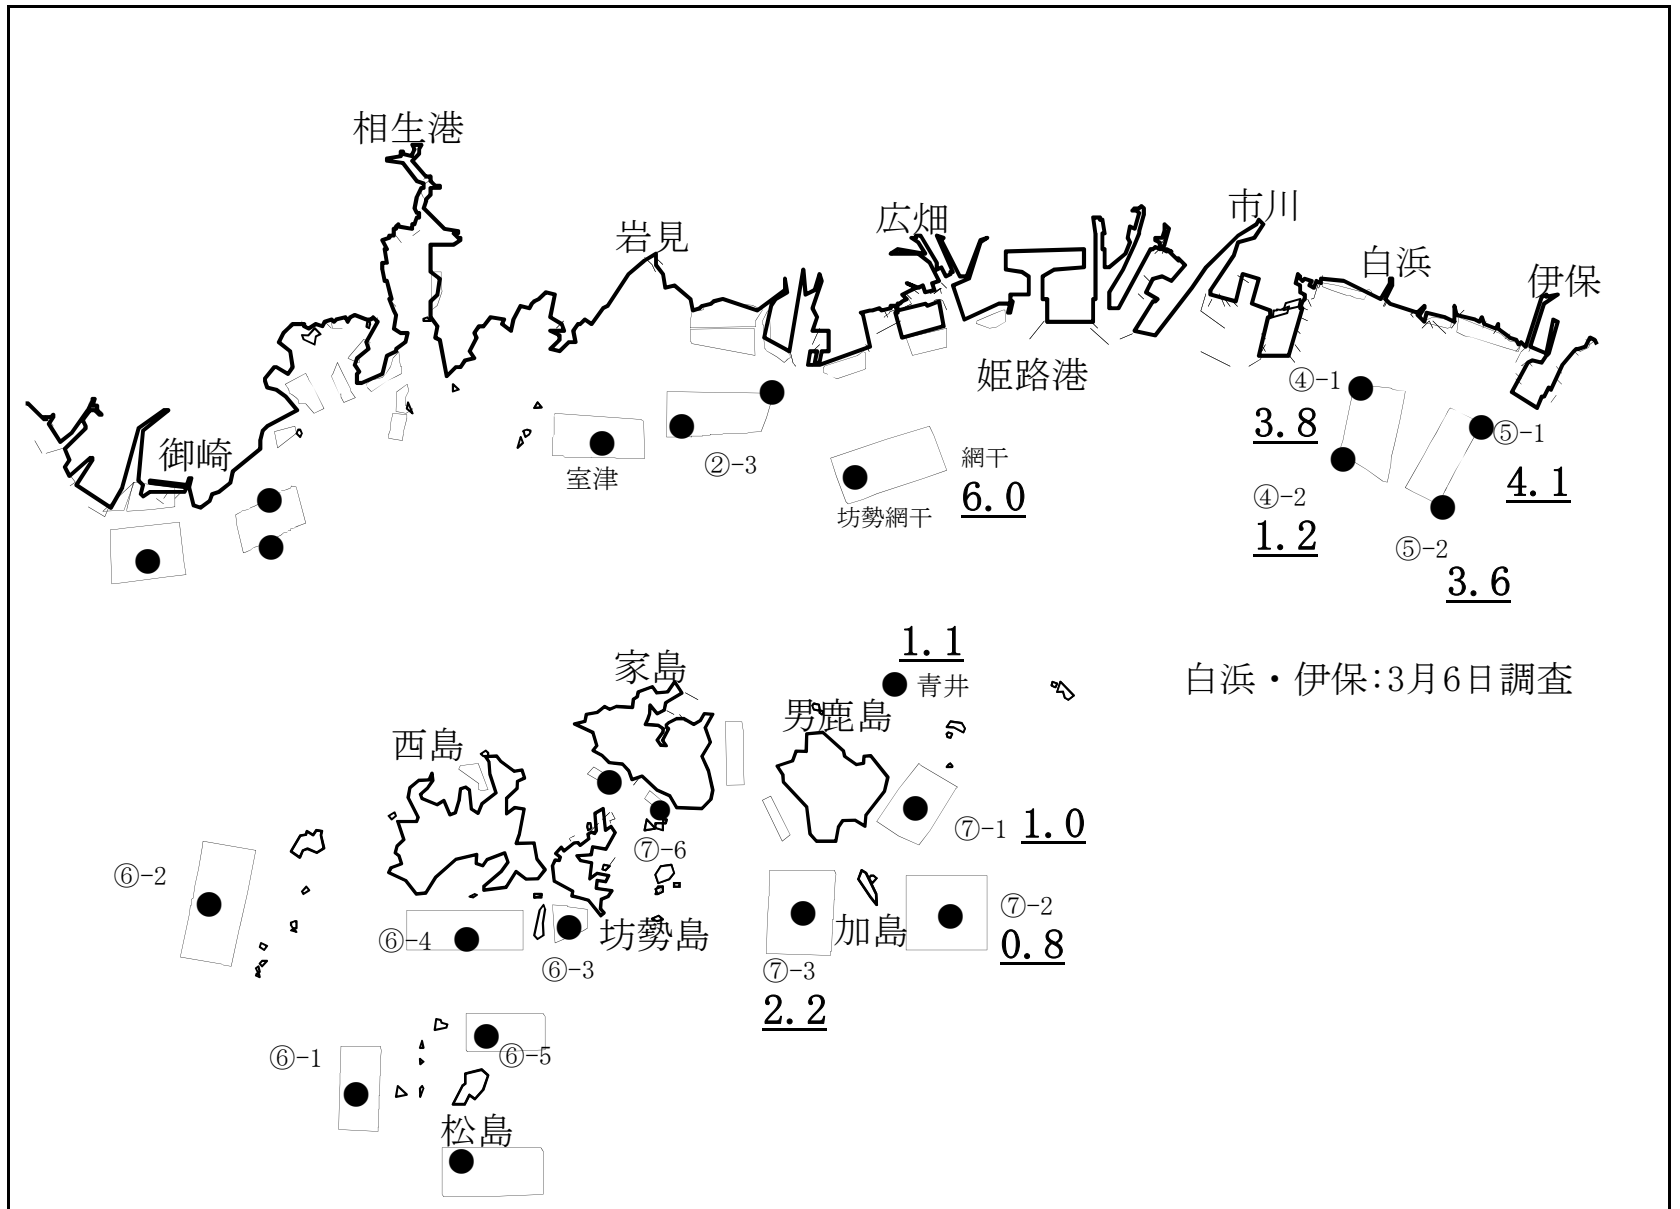 相生港
岩見
広畑
市川
白浜
伊保
姫路港
④-1
3.8
⑤-1
4.1
御崎
室津
②-3
網干
6.0
坊勢網干
④-2
1.2
⑤-2
3.6
1.1
青井
家島
男鹿島
白浜・伊保:3月6日調査
西島
⑦-1
1.0
⑦-6
⑥-2
⑦-2
0.8
加島
坊勢島
⑥-4
⑥-3
⑦-3
2.2
⑥-1
⑥-5
松島